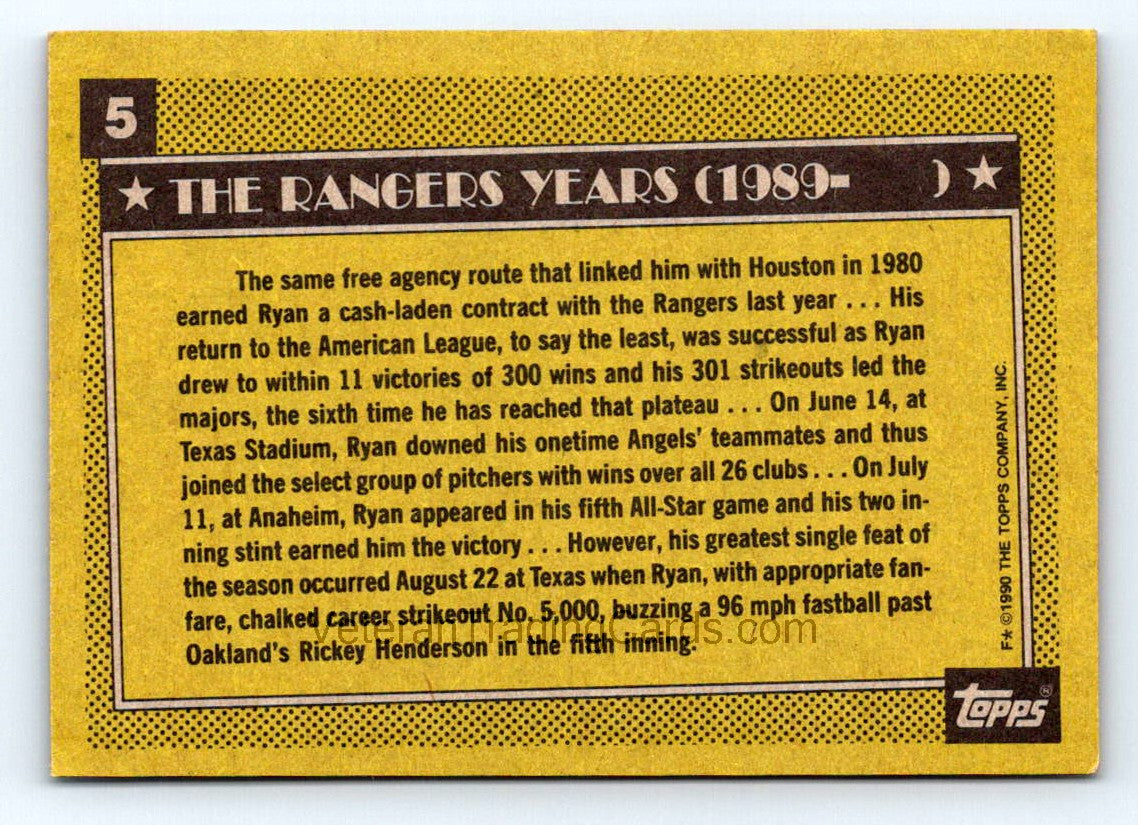 5
★ THE RANGERS YEARS (1989-      ) ★
The same free agency route that linked him with Houston in 1980
earned Ryan a cash-laden contract with the Rangers last year . . . His
return to the American League, to say the least, was successful as Ryan
drew to within 11 victories of 300 wins and his 301 strikeouts led the
majors, the sixth time he has reached that plateau . . . On June 14, at
Texas Stadium, Ryan downed his onetime Angels' teammates and thus
joined the select group of pitchers with wins over all 26 clubs . . . On July
11, at Anaheim, Ryan appeared in his fifth All-Star game and his two in-
ning stint earned him the victory . . . However, his greatest single feat of
the season occurred August 22 at Texas when Ryan, with appropriate fan-
fare, chalked career strikeout No. 5,000, buzzing a 96 mph fastball past
Oakland's Rickey Henderson in the fifth inning.
VeteranTradingCards.com
F★ ©1990 THE TOPPS COMPANY, INC.
topps®